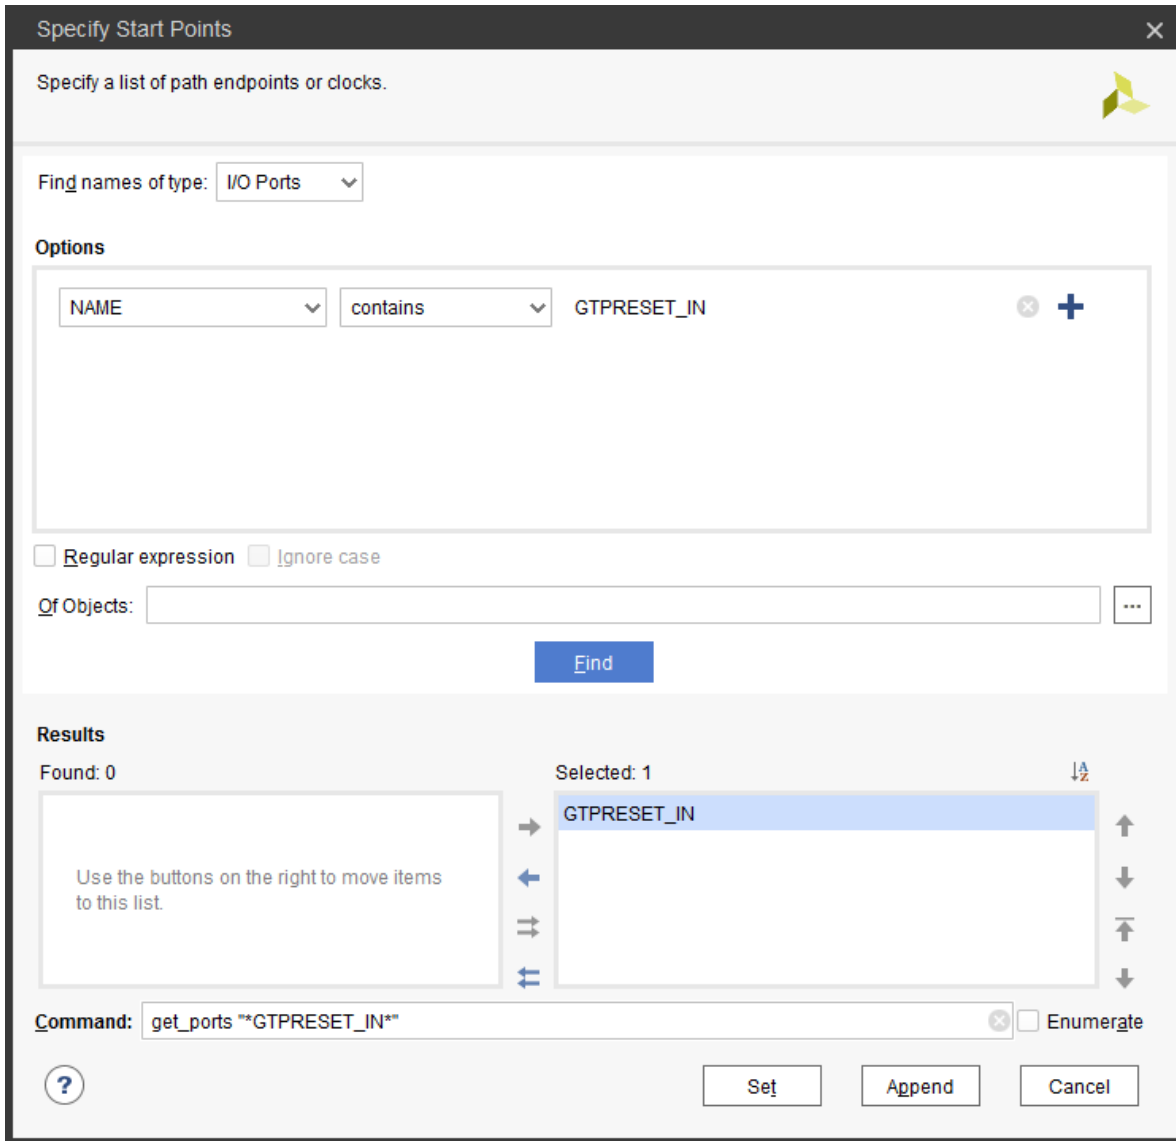 Specify Start Points
Specify a list of path endpoints or clocks.
Find names of type: I/O Ports
Options
NAME contains GTPRESET_IN
Regular expression Ignore case
Of Objects: ...
Find
Results
Found: 0 Selected: 1
GTPRESET_IN
Use the buttons on the right to move items
to this list.
Command: get_ports "*GTPRESET_IN*" Enumerate
? Set Append Cancel